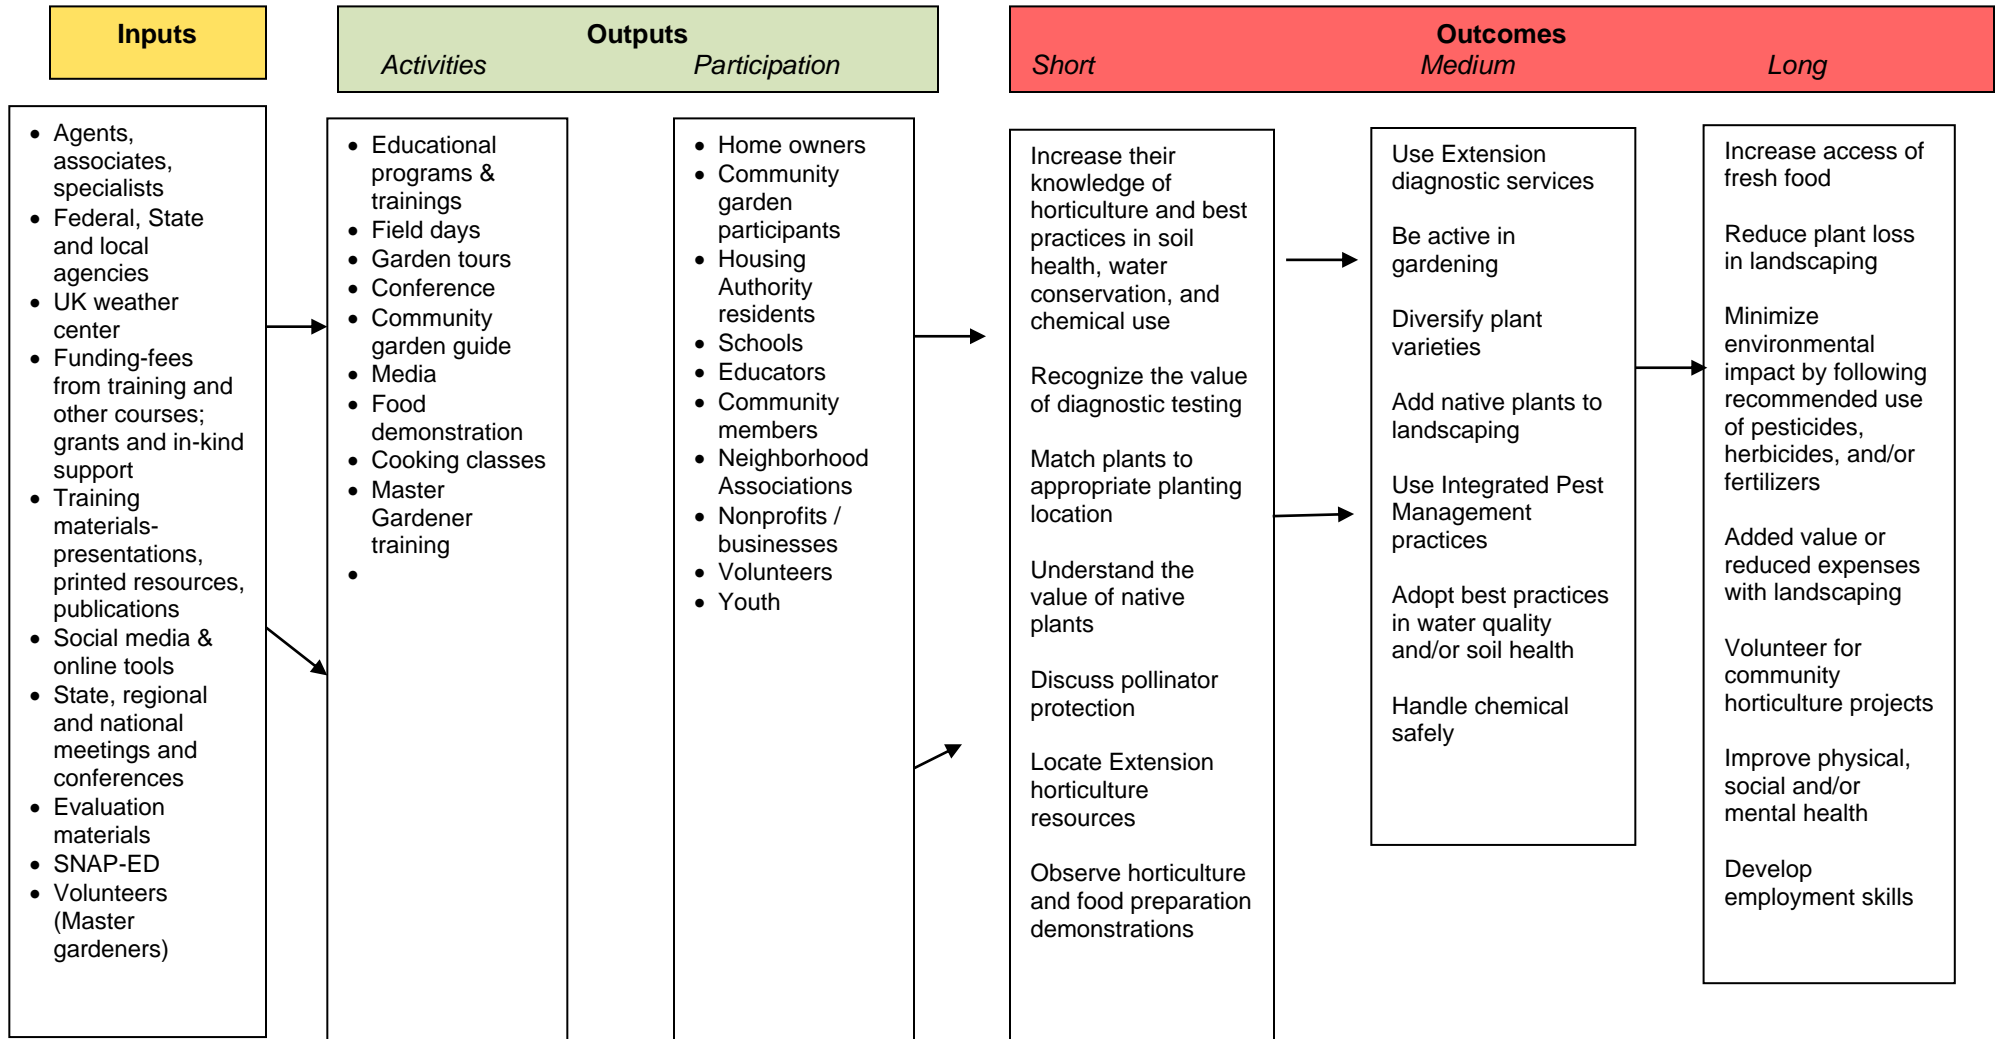 Inputs
Outputs
Activities Participation
Outcomes
Short Medium Long
• Agents,
associates,
specialists
• Federal, State
and local
agencies
• UK weather
center
• Funding-fees
from training and
other courses;
grants and in-kind
support
• Training
materials-
presentations,
printed resources,
publications
• Social media &
online tools
• State, regional
and national
meetings and
conferences
• Evaluation
materials
• SNAP-ED
• Volunteers
(Master
gardeners)
• Educational
programs &
trainings
• Field days
• Garden tours
• Conference
• Community
garden guide
• Media
• Food
demonstration
• Cooking classes
• Master
Gardener
training
•
• Home owners
• Community
garden
participants
• Housing
Authority
residents
• Schools
• Educators
• Community
members
• Neighborhood
Associations
• Nonprofits /
businesses
• Volunteers
• Youth
Increase their
knowledge of
horticulture and best
practices in soil
health, water
conservation, and
chemical use
Recognize the value
of diagnostic testing
Match plants to
appropriate planting
location
Understand the
value of native
plants
Discuss pollinator
protection
Locate Extension
horticulture
resources
Observe horticulture
and food preparation
demonstrations
Use Extension
diagnostic services
Be active in
gardening
Diversify plant
varieties
Add native plants to
landscaping
Use Integrated Pest
Management
practices
Adopt best practices
in water quality
and/or soil health
Handle chemical
safely
Increase access of
fresh food
Reduce plant loss
in landscaping
Minimize
environmental
impact by following
recommended use
of pesticides,
herbicides, and/or
fertilizers
Added value or
reduced expenses
with landscaping
Volunteer for
community
horticulture projects
Improve physical,
social and/or
mental health
Develop
employment skills